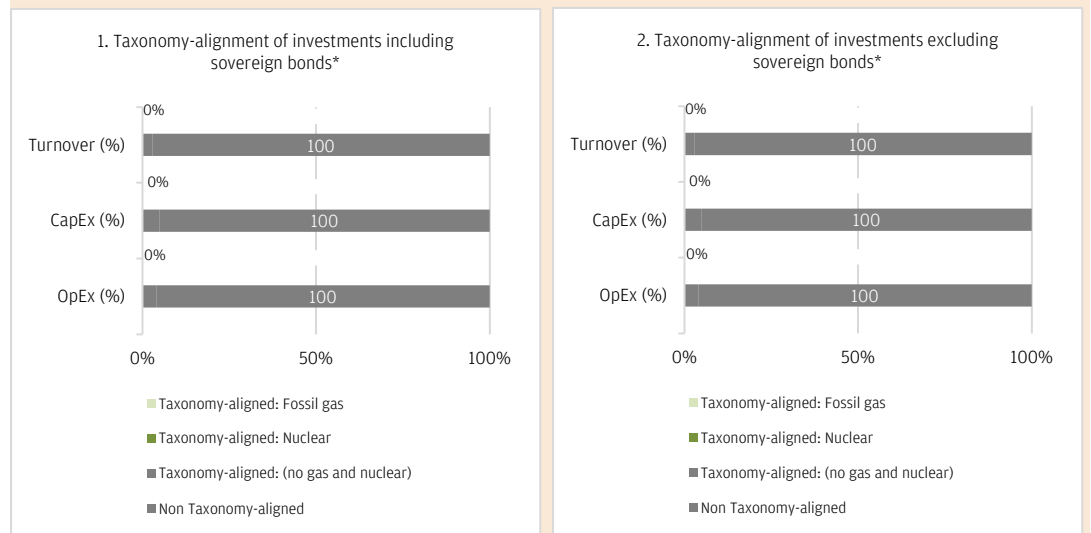 1. Taxonomy-alignment of investments including
sovereign bonds*
0%
Turnover (%)
100
0%
CapEx (%)
100
0%
OpEx (%)
100
0%
50%
100%
Taxonomy-aligned: Fossil gas
Taxonomy-aligned: Nuclear
Taxonomy-aligned: (no gas and nuclear)
Non Taxonomy-aligned
2. Taxonomy-alignment of investments excluding
sovereign bonds*
0%
Turnover (%)
100
0%
CapEx (%)
100
0%
OpEx (%)
100
0%
50%
100%
Taxonomy-aligned: Fossil gas
Taxonomy-aligned: Nuclear
Taxonomy-aligned: (no gas and nuclear)
Non Taxonomy-aligned